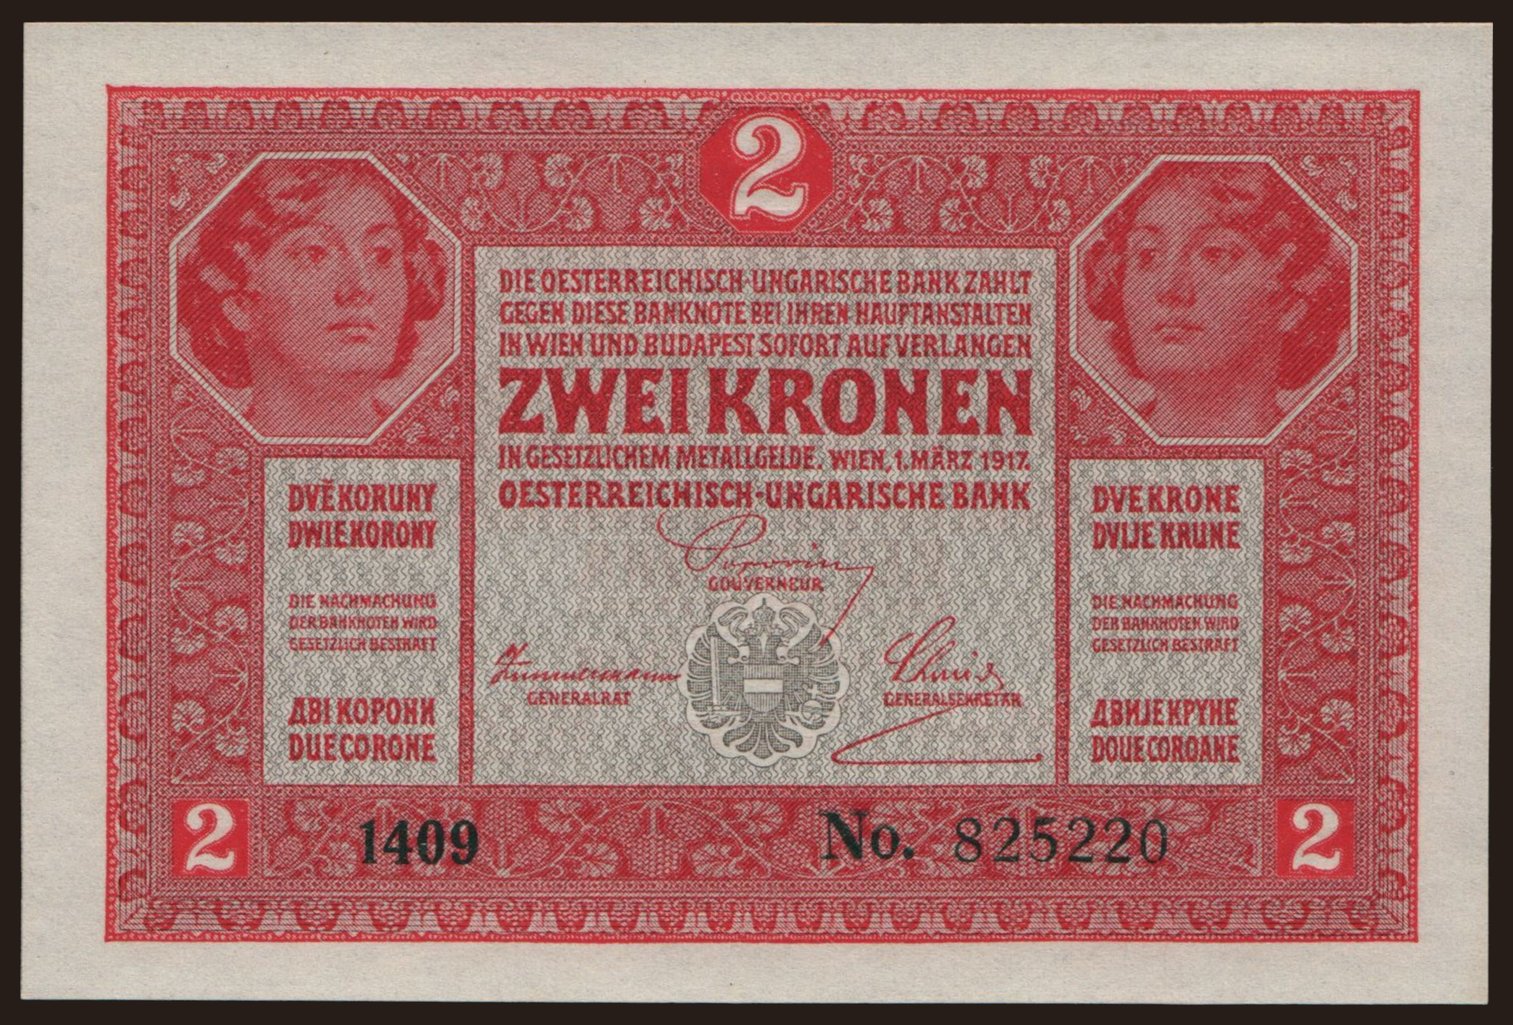 2
DIE OESTERREICHISCH-UNGARISCHE BANK ZAHLT
GEGEN DIESE BANKNOTE BEI IHREN HAUPTANSTALTEN
IN WIEN UND BUDAPEST SOFORT AUF VERLANGEN
ZWEI KRONEN
IN GESETZLICHEM METALLGELDE. WIEN, 1. MÄRZ 1917.
OESTERREICHISCH-UNGARISCHE BANK
Popovics
GOUVERNEUR
GENERALRAT
Schmid
GENERALSEKRETÄR
DVĚ KORUNY
DWIE KORONY
DIE NACHMACHUNG
DER BANKNOTEN WIRD
GESETZLICH BESTRAFT
ДВІ КОРОНИ
DUE CORONE
DVE KRONE
DVIJE KRUNE
DIE NACHMACHUNG
DER BANKNOTEN WIRD
GESETZLICH BESTRAFT
ДВИЈЕ КРУНЕ
DOUE COROANE
2
1409
No. 825220
2